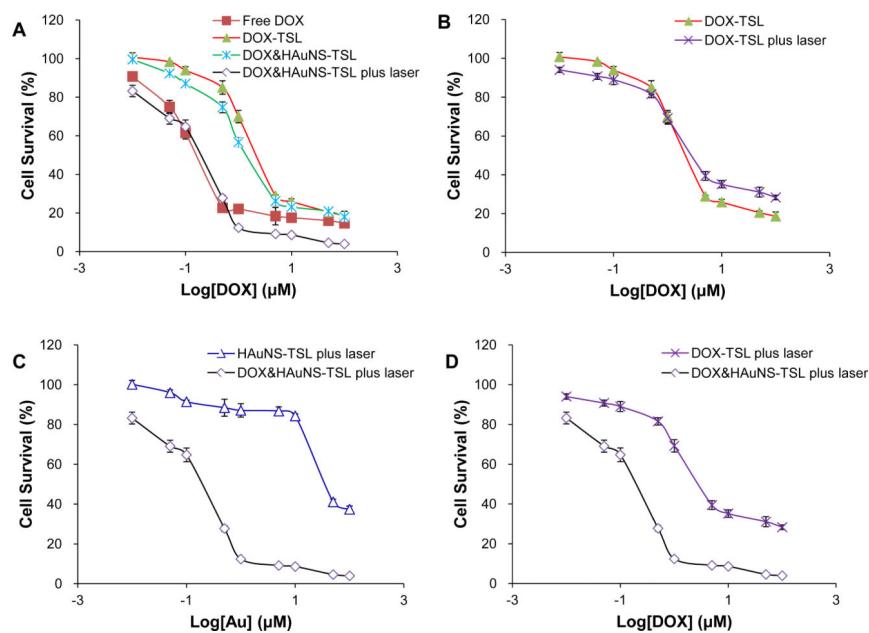 A
Free DOX
DOX-TSL
DOX&HAuNS-TSL
DOX&HAuNS-TSL plus laser
120
100
80
60
40
20
0
-3
-1
1
3
Cell Survival (%)
Log[DOX] (μM)
B
DOX-TSL
DOX-TSL plus laser
120
100
80
60
40
20
0
-3
-1
1
3
Cell Survival (%)
Log[DOX] (μM)
C
HAuNS-TSL plus laser
DOX&HAuNS-TSL plus laser
120
100
80
60
40
20
0
-3
-1
1
3
Cell Survival (%)
Log[Au] (μM)
D
DOX-TSL plus laser
DOX&HAuNS-TSL plus laser
120
100
80
60
40
20
0
-3
-1
1
3
Cell Survival (%)
Log[DOX] (μM)